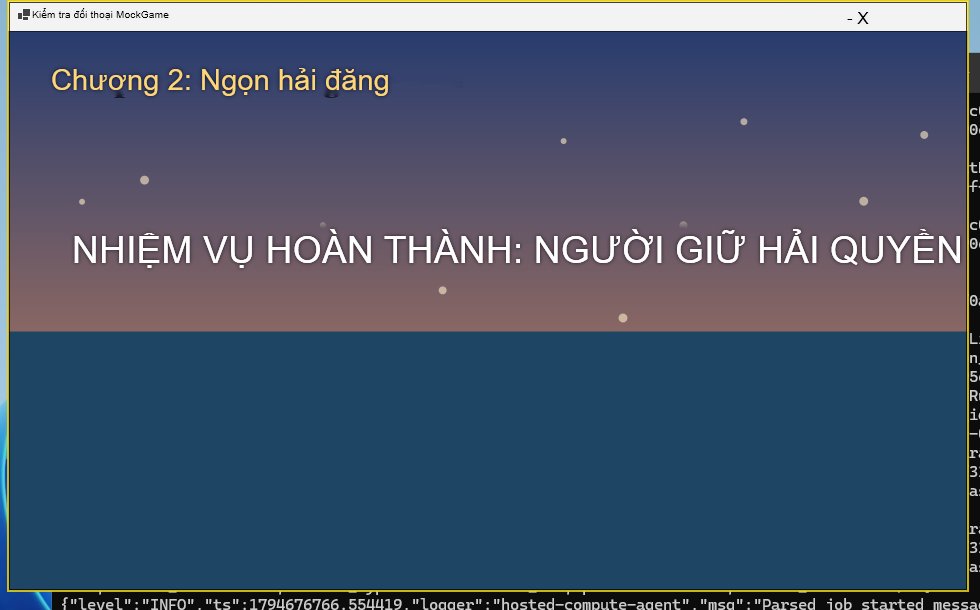 Kiểm tra đối thoại MockGame
- X
Chương 2: Ngọn hải đăng
NHIỆM VỤ HOÀN THÀNH: NGƯỜI GIỮ HẢI QUYỀN
{"level":"INFO","ts":1794676766.554419,"logger":"hosted-compute-agent","msg":"Parsed job started